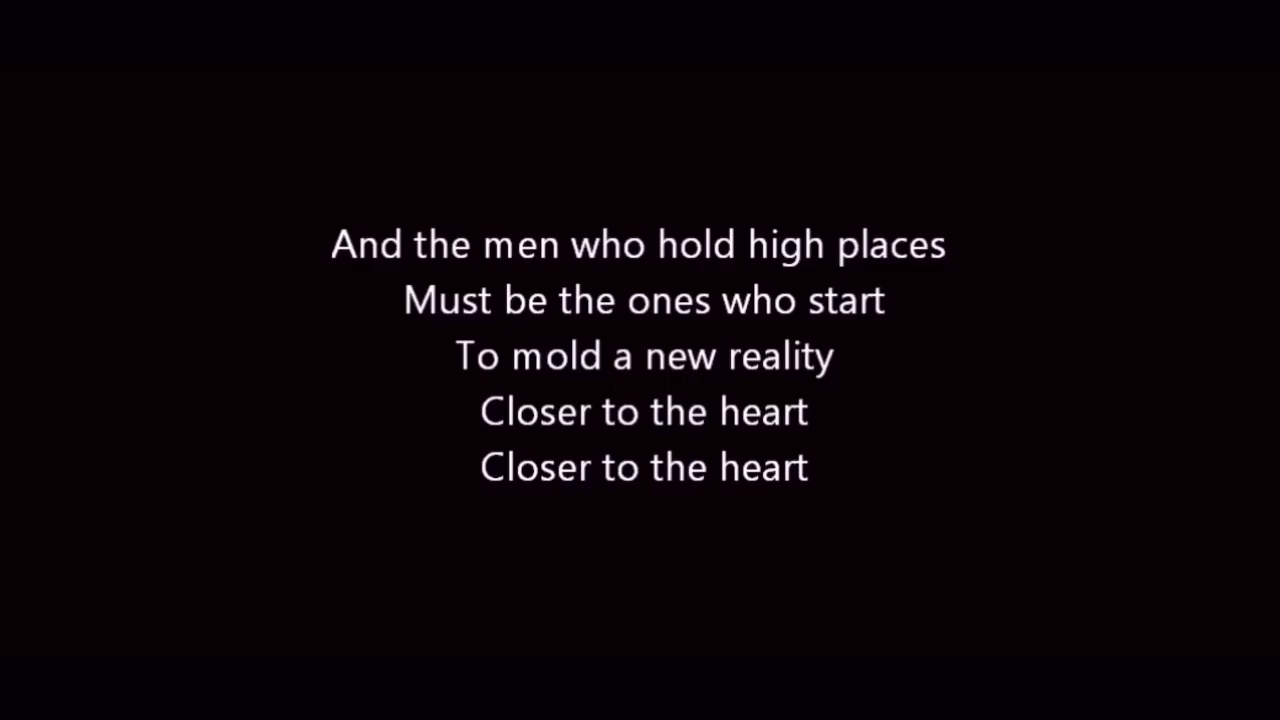 And the men who hold high places
Must be the ones who start
To mold a new reality
Closer to the heart
Closer to the heart